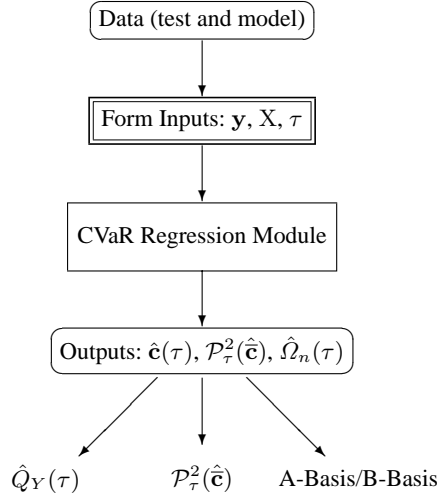 Data (test and model)
Form Inputs: y, X, τ
CVaR Regression Module
Outputs: ĉ(τ), 𝒫²_τ(ĉ̄), Ω̂_n(τ)
Q̂_Y(τ) 𝒫²_τ(ĉ̄) A-Basis/B-Basis